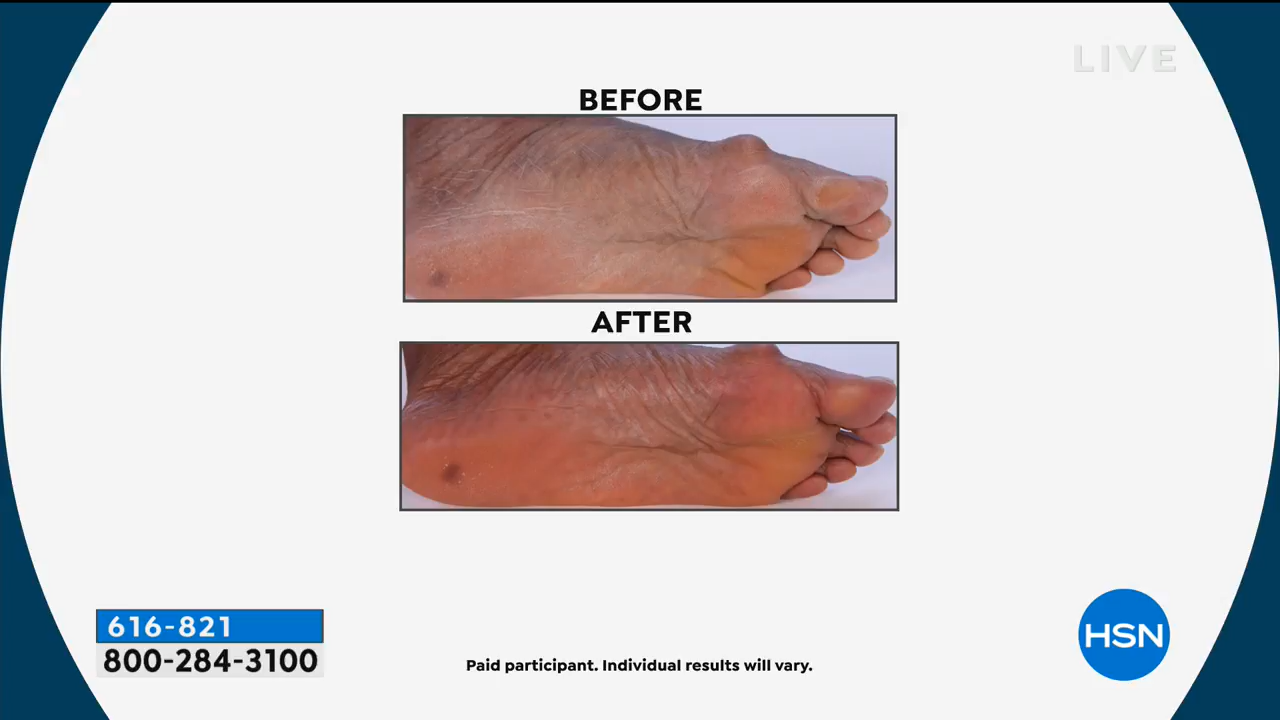 LIVE
BEFORE
AFTER
616-821
800-284-3100
Paid participant. Individual results will vary.
HSN